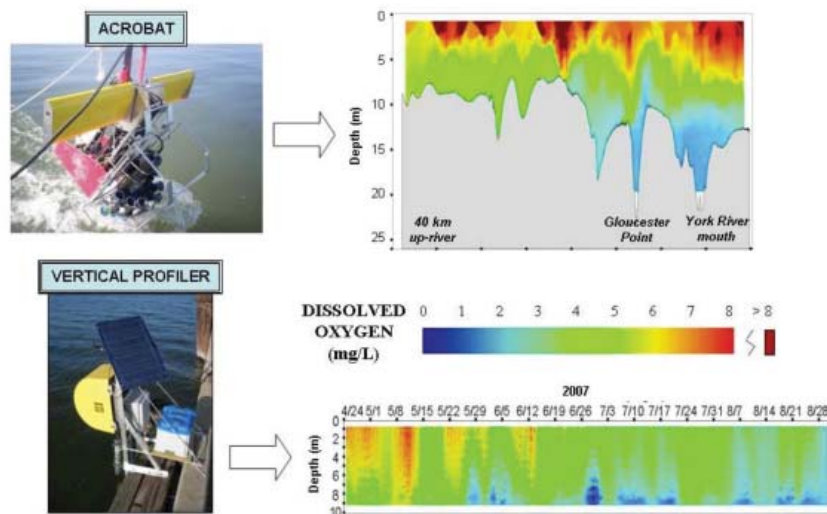 ACROBAT
0
5
10
15
20
25
Depth (m)
40 km
up-river
Gloucester
Point
York River
mouth
VERTICAL PROFILER
DISSOLVED
OXYGEN
(mg/L)
0 1 2 3 4 5 6 7 8 > 8
2007
4/24 5/1 5/8 5/15 5/22 5/29 6/5 6/12 6/19 6/26 7/3 7/10 7/17 7/24 7/31 8/7 8/14 8/21 8/28
0
2
4
6
8
10
Depth (m)